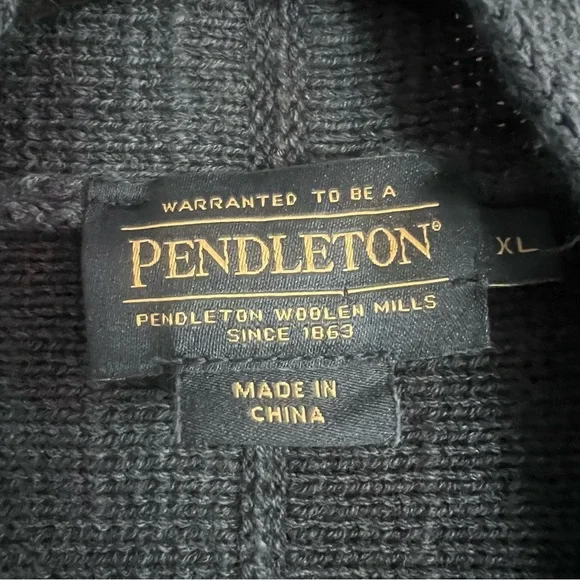 WARRANTED TO BE A
PENDLETON®
XL
PENDLETON WOOLEN MILLS
SINCE 1863
MADE IN
CHINA